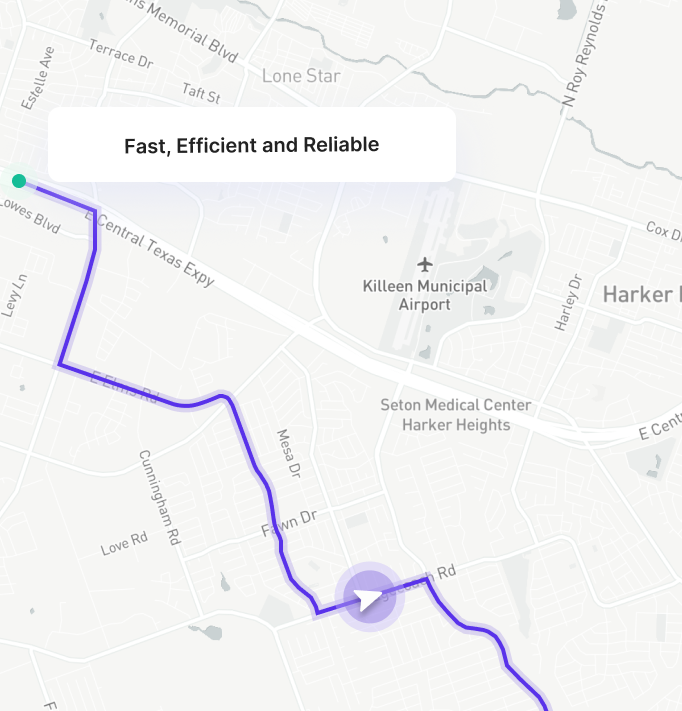 Memorial Blvd
N Roy Reynolds
Estelle Ave
Terrace Dr
Lone Star
Taft St
Fast, Efficient and Reliable
Lowes Blvd
E Central Texas Expy
Cox
Levy Ln
Killeen Municipal
Airport
Harley Dr
Harker
E Elms Rd
Seton Medical Center
Harker Heights
E
Mesa Dr
Cunningham Rd
Fawn Dr
Love Rd
Rd